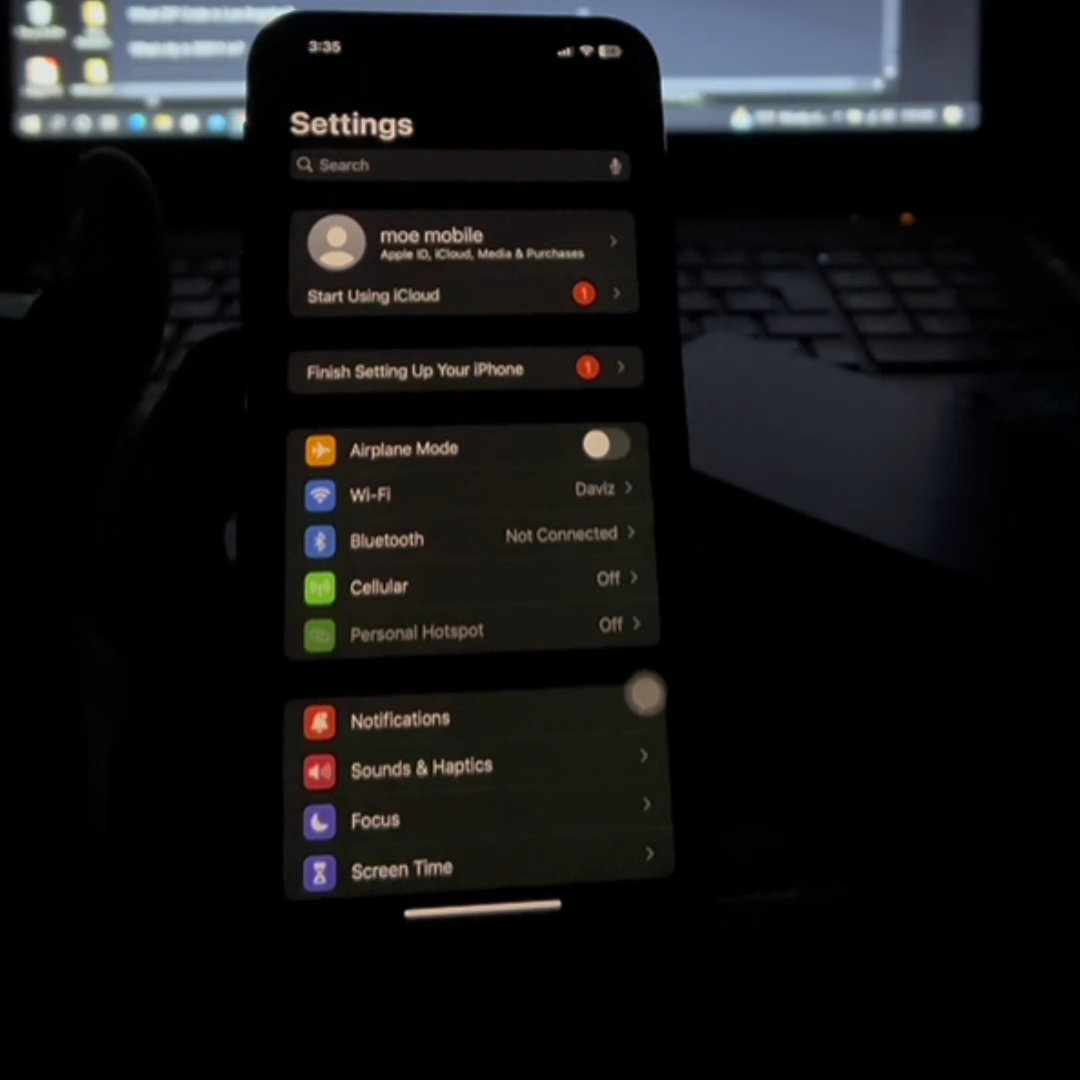 3:35
Settings
Search
moe mobile
Apple ID, iCloud, Media & Purchases
Start Using iCloud 1
Finish Setting Up Your iPhone 1
Airplane Mode
Wi-Fi Daviz
Bluetooth Not Connected
Cellular Off
Personal Hotspot Off
Notifications
Sounds & Haptics
Focus
Screen Time